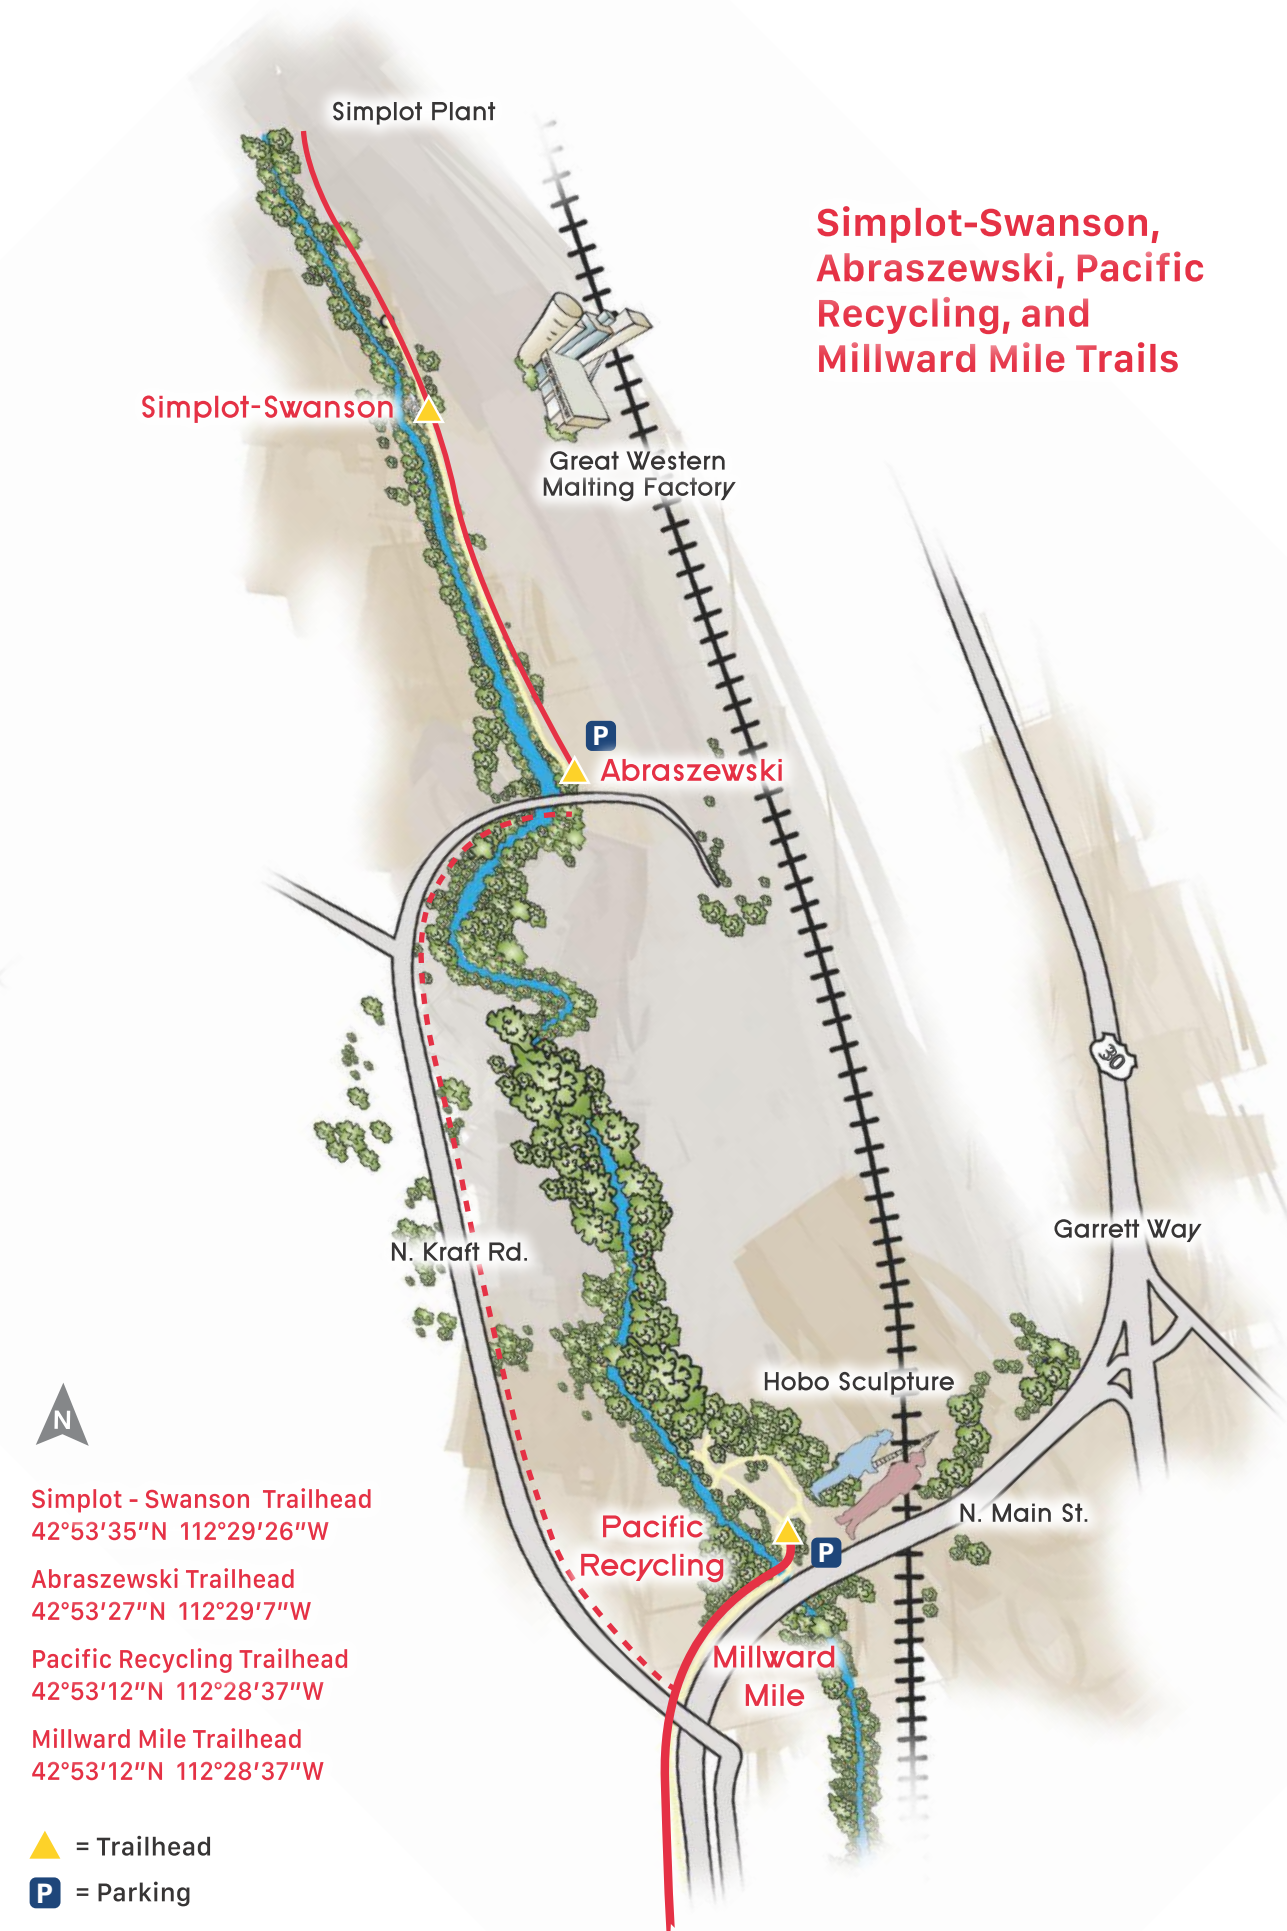 Simplot Plant
Simplot-Swanson,
Abraszewski, Pacific
Recycling, and
Millward Mile Trails
Simplot-Swanson
Great Western
Malting Factory
P
Abraszewski
30
Garrett Way
N. Kraft Rd.
Hobo Sculpture
N
Simplot - Swanson Trailhead
42°53'35"N 112°29'26"W
Abraszewski Trailhead
42°53'27"N 112°29'7"W
Pacific Recycling Trailhead
42°53'12"N 112°28'37"W
Millward Mile Trailhead
42°53'12"N 112°28'37"W
N. Main St.
Pacific
Recycling
P
Millward
Mile
= Trailhead
P = Parking